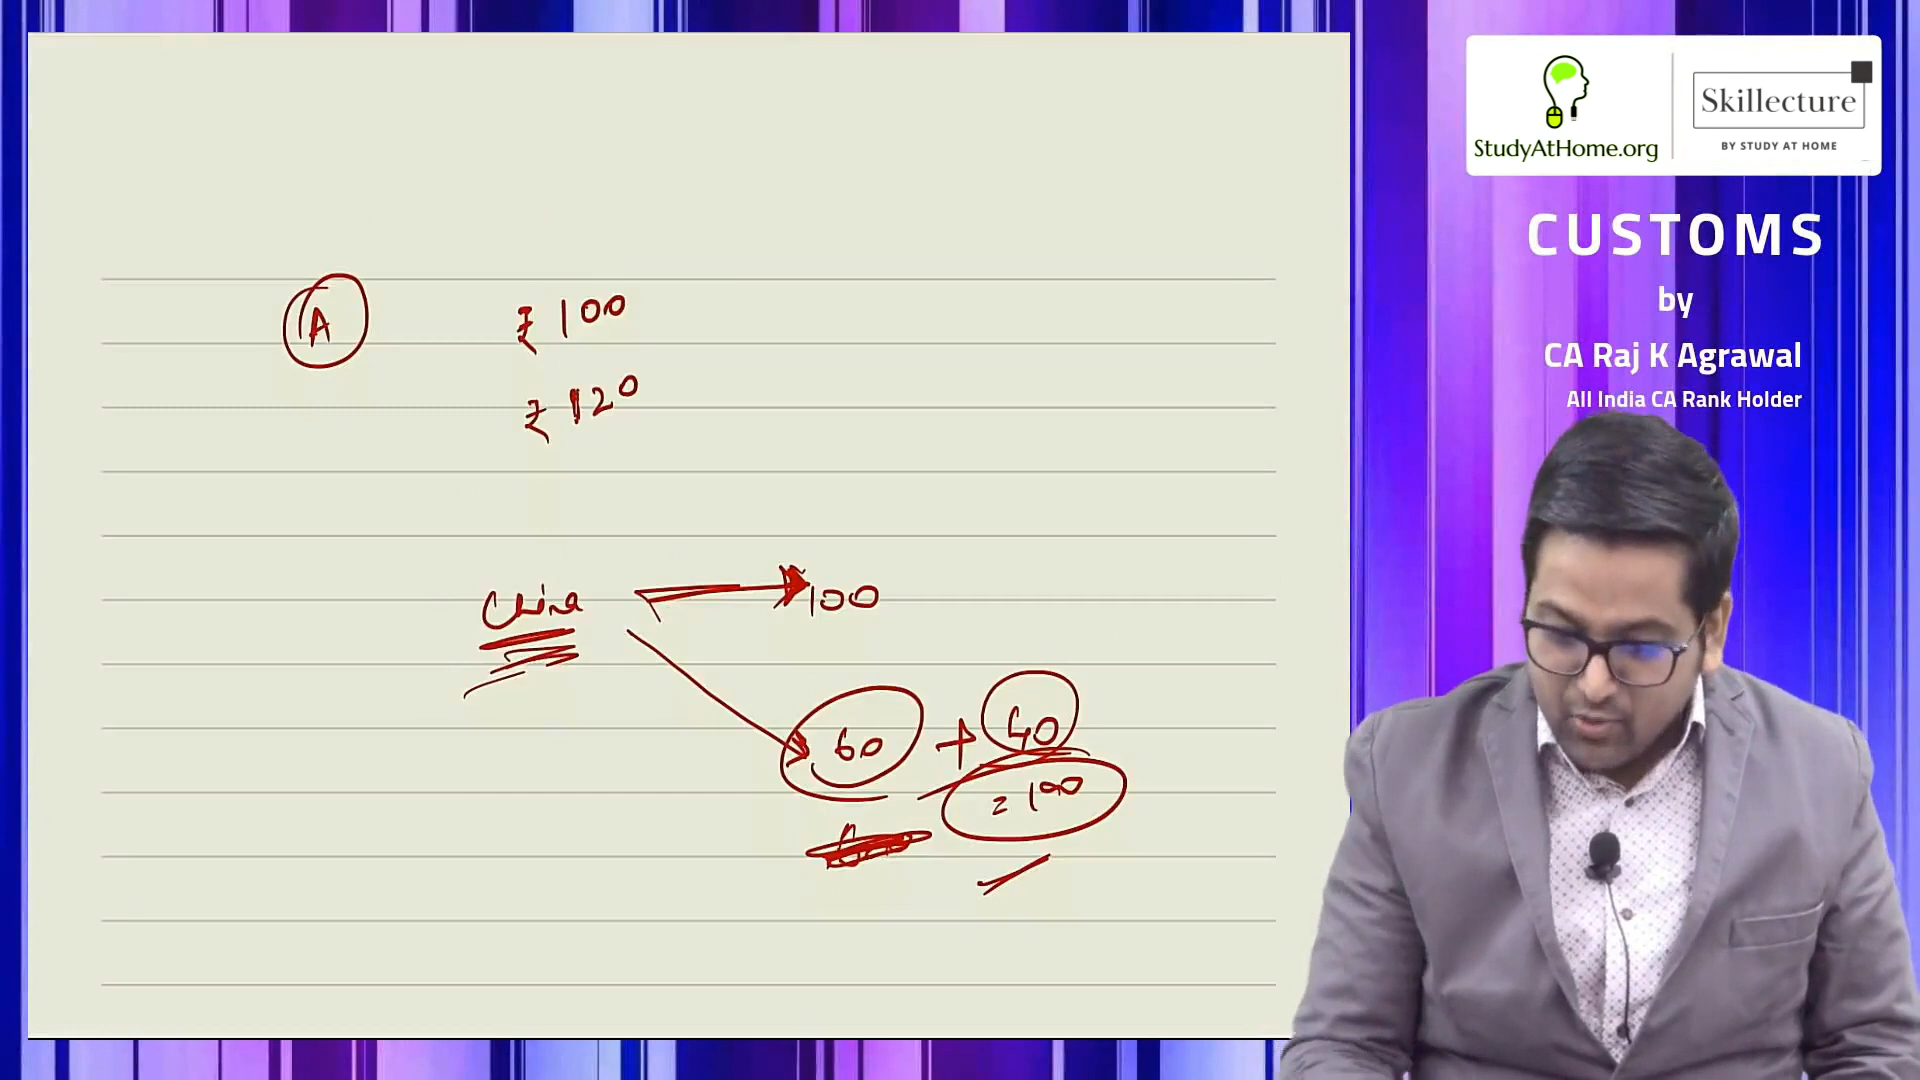 StudyAtHome.org
Skillecture
BY STUDY AT HOME
CUSTOMS
by
CA Raj K Agrawal
All India CA Rank Holder
A ₹ 100
₹ 120
China 100
60 + 40
= 100